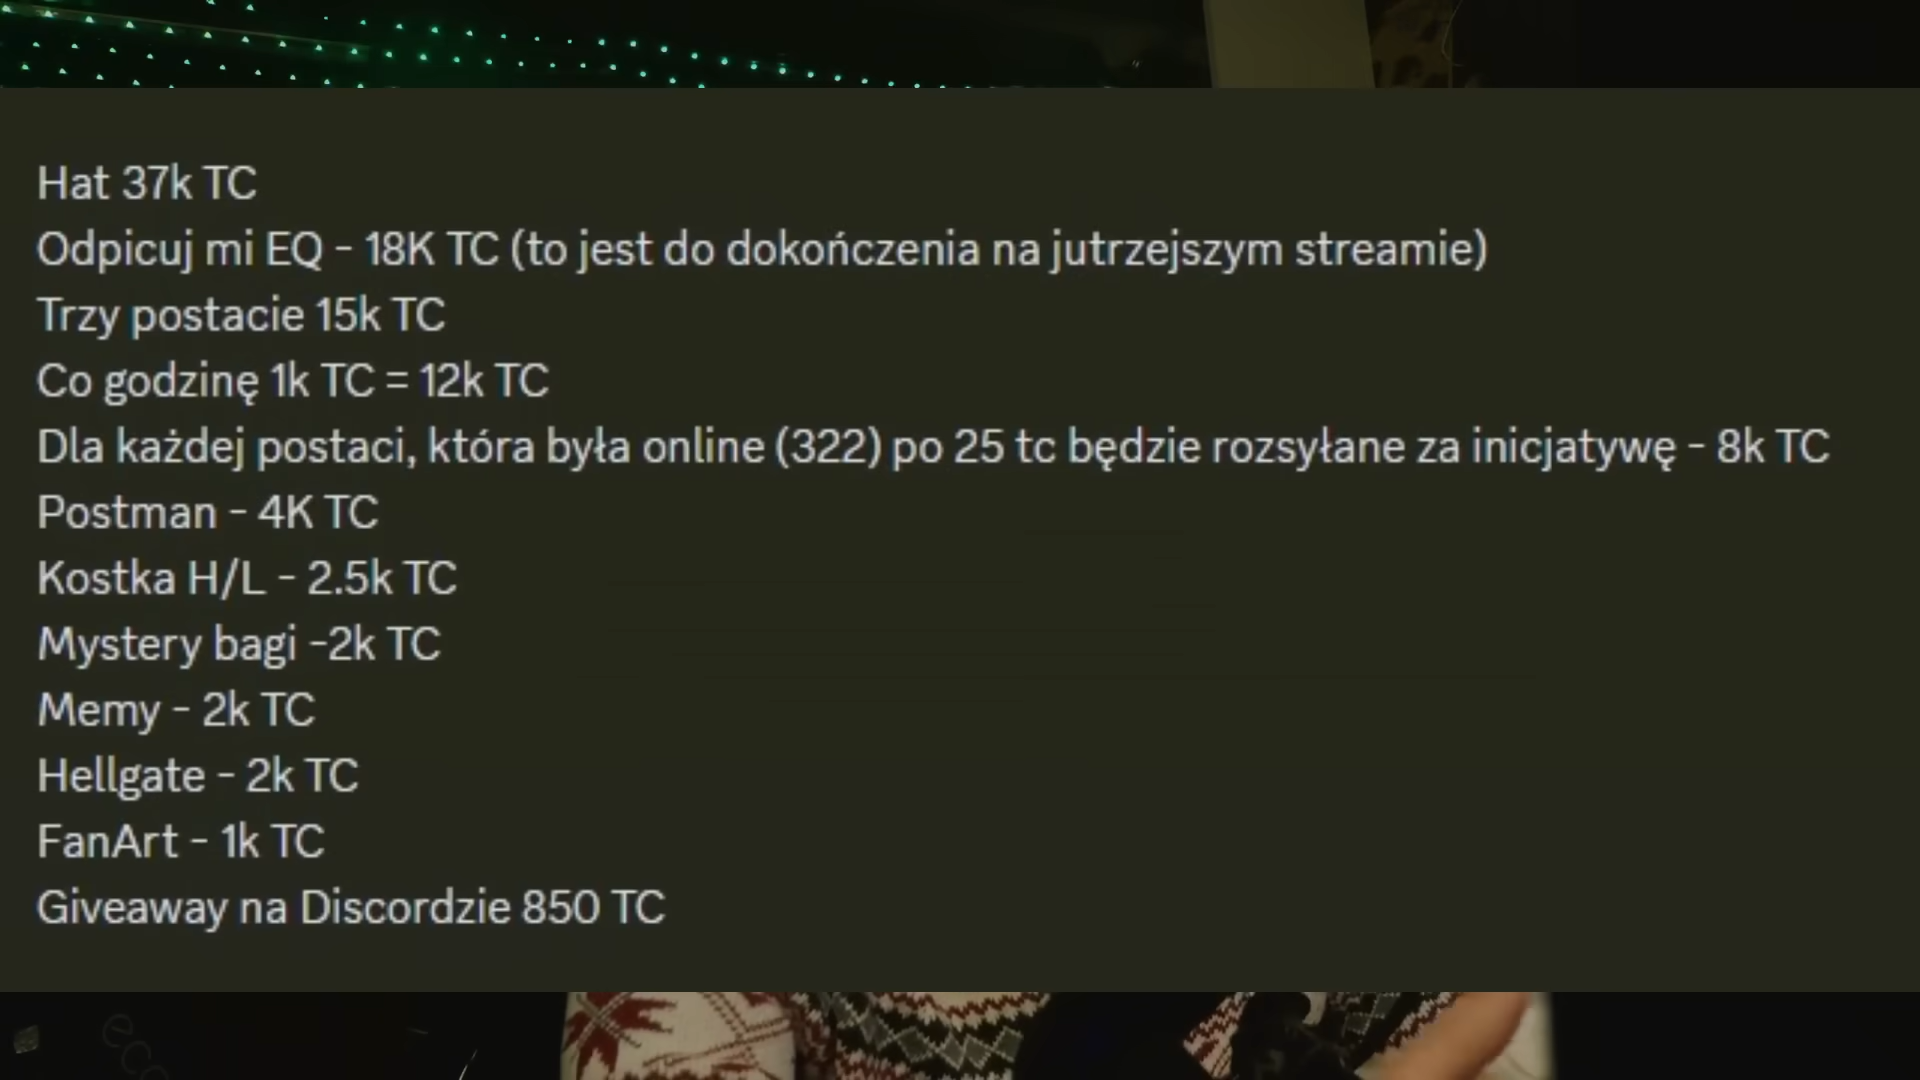 Hat 37k TC
Odpicuj mi EQ - 18K TC (to jest do dokończenia na jutrzejszym streamie)
Trzy postacie 15k TC
Co godzinę 1k TC = 12k TC
Dla każdej postaci, która była online (322) po 25 tc będzie rozsyłane za inicjatywę - 8k TC
Postman - 4K TC
Kostka H/L - 2.5k TC
Mystery bagi -2k TC
Memy - 2k TC
Hellgate - 2k TC
FanArt - 1k TC
Giveaway na Discordzie 850 TC